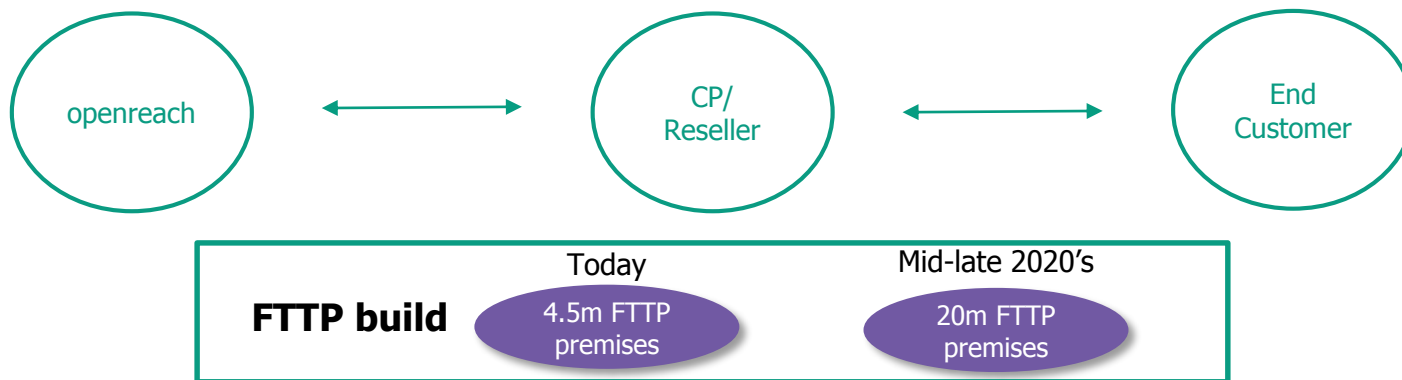 openreach
CP/
Reseller
End
Customer
Today
Mid-late 2020's
FTTP build
4.5m FTTP
premises
20m FTTP
premises